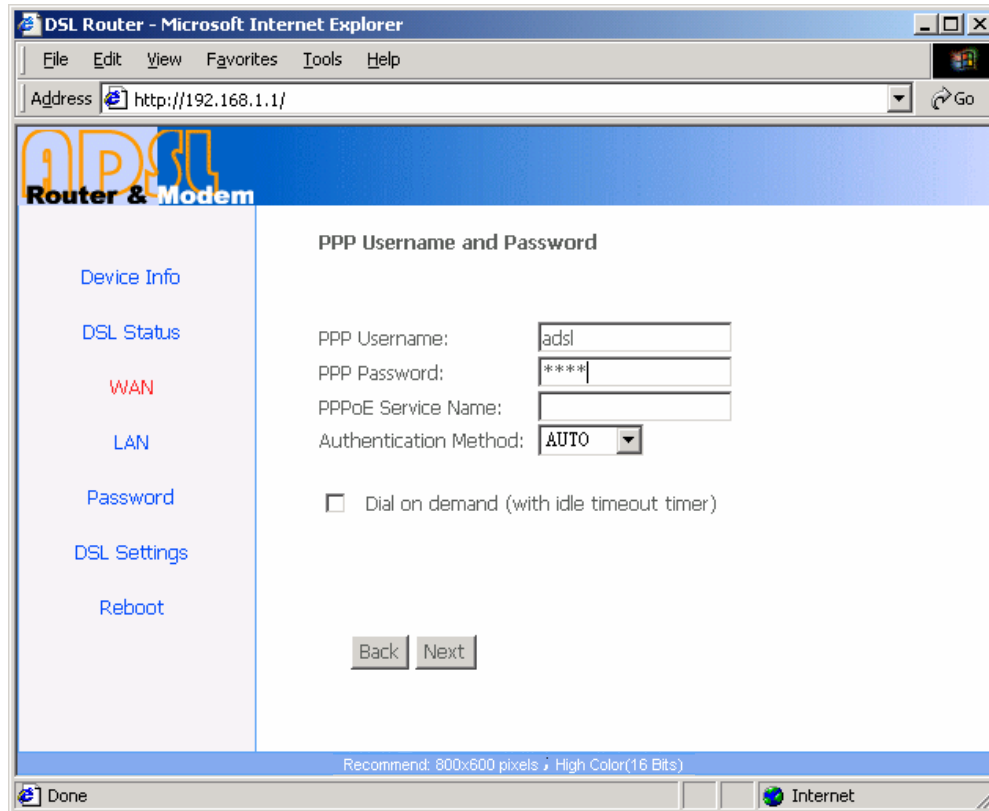 DSL Router - Microsoft Internet Explorer
File Edit View Favorites Tools Help
Address http://192.168.1.1/ Go
ADSL
Router & Modem
PPP Username and Password
Device Info
DSL Status
WAN
LAN
Password
DSL Settings
Reboot
PPP Username: adsl
PPP Password: ****
PPPoE Service Name:
Authentication Method: AUTO
Dial on demand (with idle timeout timer)
Back Next
Recommend: 800x600 pixels ; High Color(16 Bits)
Done Internet